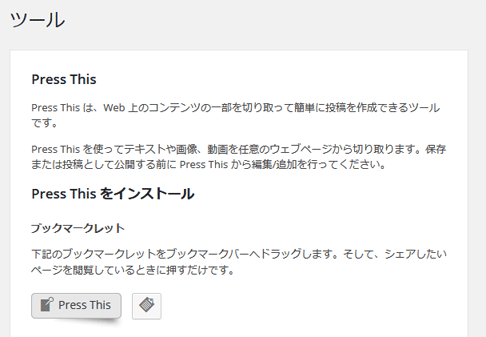 ツール
Press This
Press This は、Web 上のコンテンツの一部を切り取って簡単に投稿を作成できるツール
です。
Press This を使ってテキストや画像、動画を任意のウェブページから切り取ります。保存
または投稿として公開する前に Press This から編集/追加を行ってください。
Press This をインストール
ブックマークレット
下記のブックマークレットをブックマークバーへドラッグします。そして、シェアしたい
ページを閲覧しているときに押すだけです。
Press This